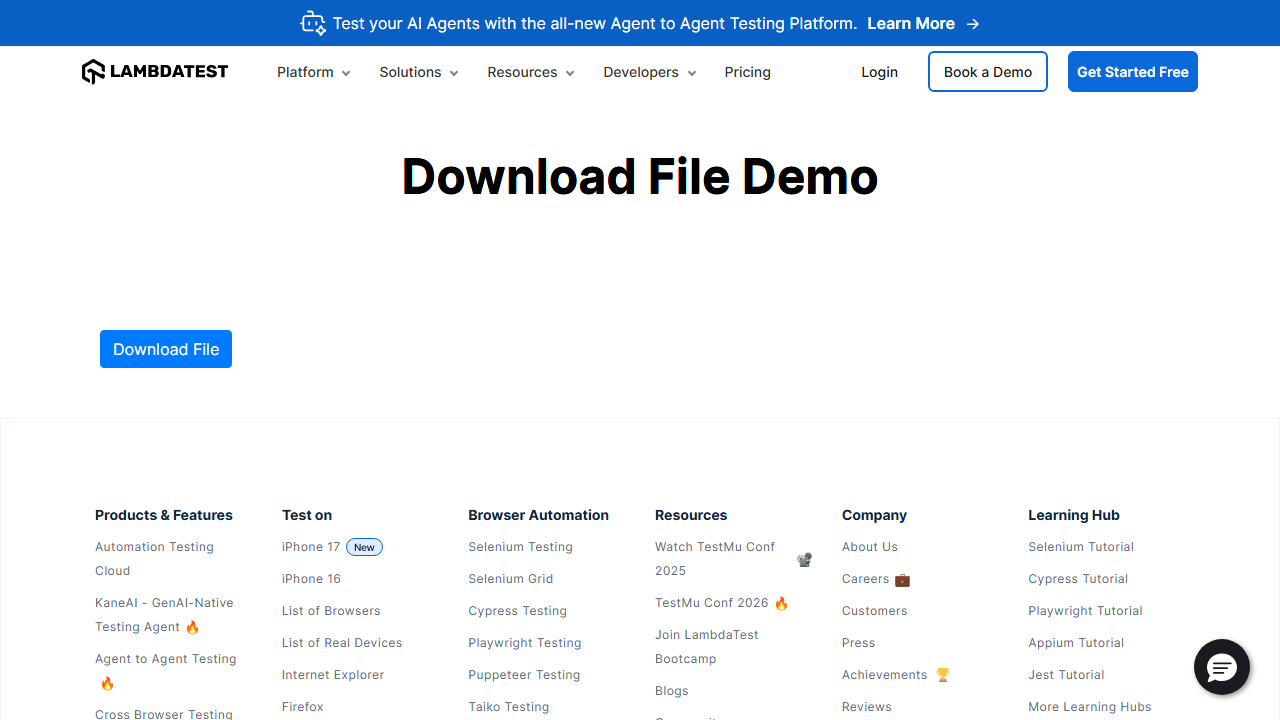 Test your AI Agents with the all-new Agent to Agent Testing Platform. Learn More →
LAMBDATEST Platform Solutions Resources Developers Pricing Login Book a Demo Get Started Free
Download File Demo
Download File
Products & Features
Automation Testing
Cloud
KaneAI - GenAI-Native
Testing Agent 🔥
Agent to Agent Testing
🔥
Cross Browser Testing
Test on
iPhone 17 New
iPhone 16
List of Browsers
List of Real Devices
Internet Explorer
Firefox
Browser Automation
Selenium Testing
Selenium Grid
Cypress Testing
Playwright Testing
Puppeteer Testing
Taiko Testing
Resources
Watch TestMu Conf
2025
TestMu Conf 2026 🔥
Join LambdaTest
Bootcamp
Blogs
Company
About Us
Careers 💼
Customers
Press
Achievements 🏆
Reviews
Learning Hub
Selenium Tutorial
Cypress Tutorial
Playwright Tutorial
Appium Tutorial
Jest Tutorial
More Learning Hubs